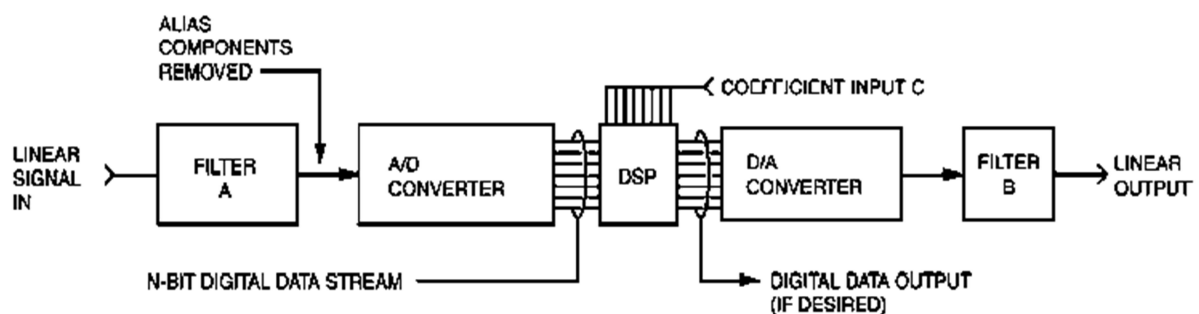 ALIAS
COMPONENTS
REMOVED
COEFFICIENT INPUT C
LINEAR
SIGNAL
IN
FILTER
A
A/D
CONVERTER
DSP
D/A
CONVERTER
FILTER
B
LINEAR
OUTPUT
N-BIT DIGITAL DATA STREAM
DIGITAL DATA OUTPUT
(IF DESIRED)